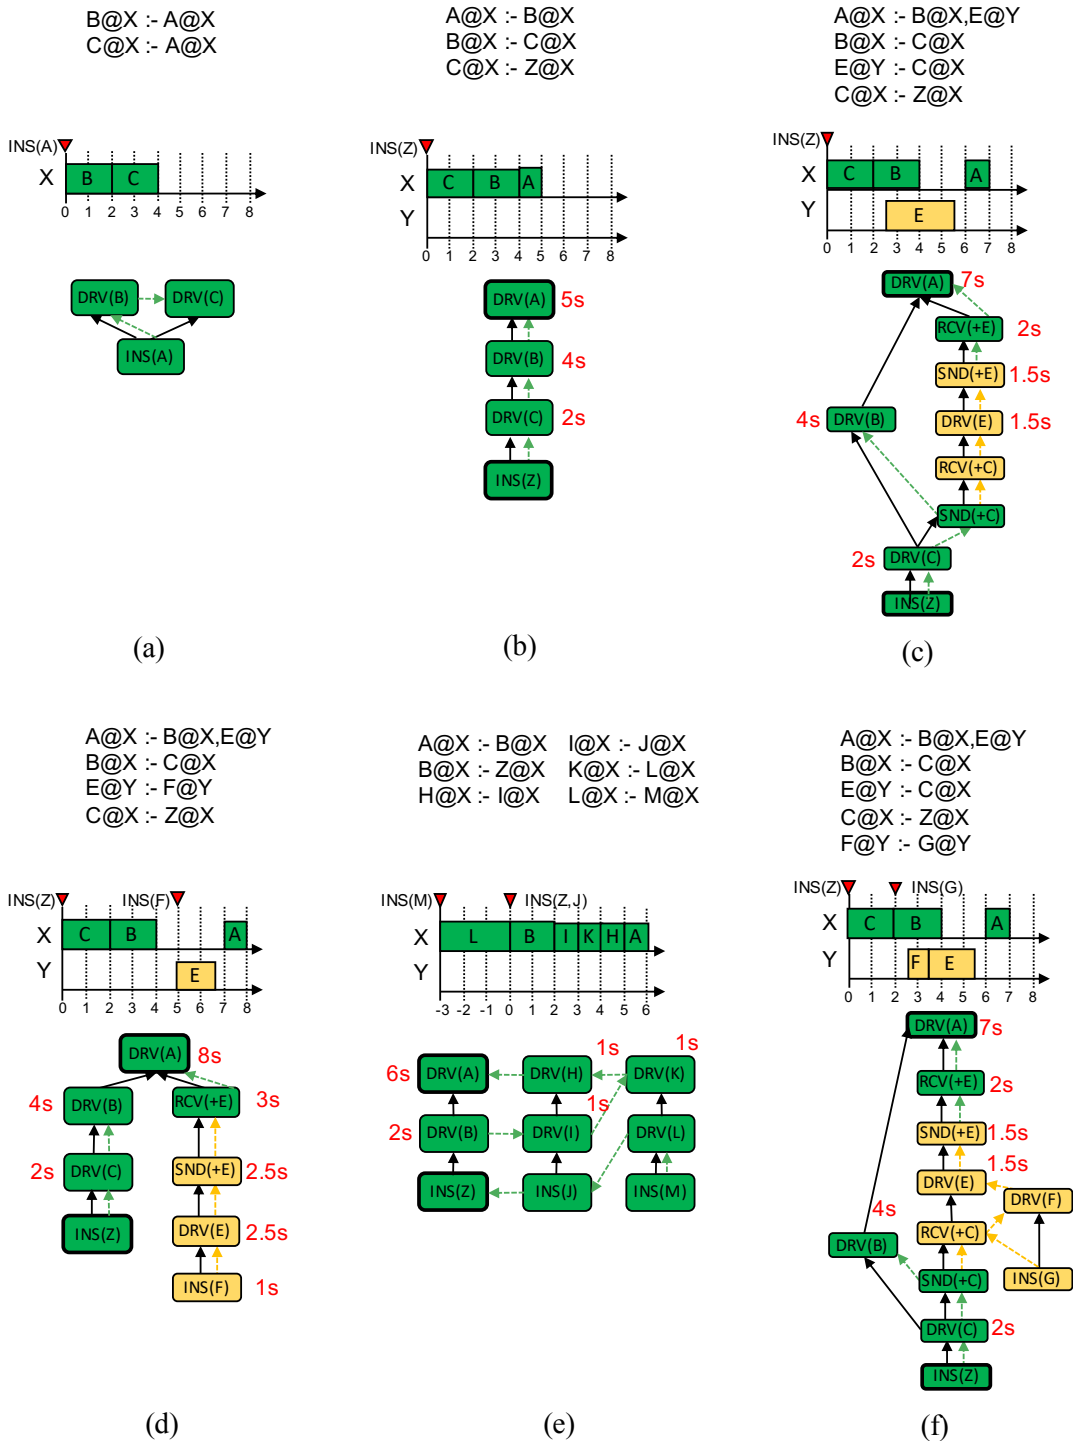 B@X :- A@X
C@X :- A@X
INS(A)
X
B
C
0 1 2 3 4 5 6 7 8
DRV(B)
DRV(C)
INS(A)
(a)
A@X :- B@X
B@X :- C@X
C@X :- Z@X
INS(Z)
X
C
B
A
Y
0 1 2 3 4 5 6 7 8
DRV(A)
5s
DRV(B)
4s
DRV(C)
2s
INS(Z)
(b)
A@X :- B@X,E@Y
B@X :- C@X
E@Y :- C@X
C@X :- Z@X
INS(Z)
X
C
B
A
Y
E
0 1 2 3 4 5 6 7 8
DRV(A)
7s
RCV(+E)
2s
SND(+E)
1.5s
4s
DRV(B)
DRV(E)
1.5s
RCV(+C)
SND(+C)
2s
DRV(C)
INS(Z)
(c)
A@X :- B@X,E@Y
B@X :- C@X
E@Y :- F@Y
C@X :- Z@X
INS(Z)
INS(F)
X
C
B
A
Y
E
0 1 2 3 4 5 6 7 8
DRV(A)
8s
4s
DRV(B)
RCV(+E)
3s
2s
DRV(C)
SND(+E)
2.5s
INS(Z)
DRV(E)
2.5s
INS(F)
1s
(d)
A@X :- B@X I@X :- J@X
B@X :- Z@X K@X :- L@X
H@X :- I@X L@X :- M@X
INS(M)
INS(Z,J)
X
L
B
I
K
H
A
Y
-3 -2 -1 0 1 2 3 4 5 6
1s
1s
6s
DRV(A)
DRV(H)
DRV(K)
1s
2s
DRV(B)
DRV(I)
DRV(L)
INS(Z)
INS(J)
INS(M)
(e)
A@X :- B@X,E@Y
B@X :- C@X
E@Y :- C@X
C@X :- Z@X
F@Y :- G@Y
INS(Z)
INS(G)
X
C
B
A
Y
F
E
0 1 2 3 4 5 6 7 8
DRV(A)
7s
RCV(+E)
2s
SND(+E)
1.5s
1.5s
DRV(E)
DRV(F)
4s
DRV(B)
RCV(+C)
SND(+C)
INS(G)
DRV(C)
2s
INS(Z)
(f)